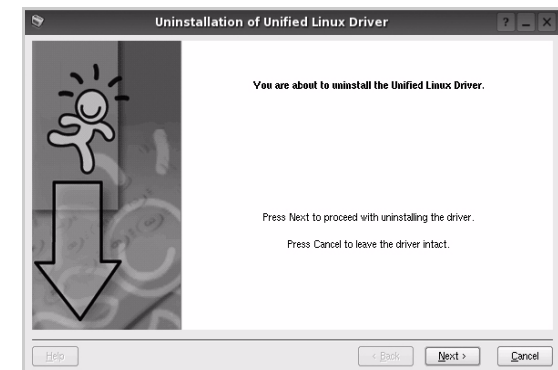 Uninstallation of Unified Linux Driver
You are about to uninstall the Unified Linux Driver.
Press Next to proceed with uninstalling the driver.
Press Cancel to leave the driver intact.
Help
< Back
Next >
Cancel